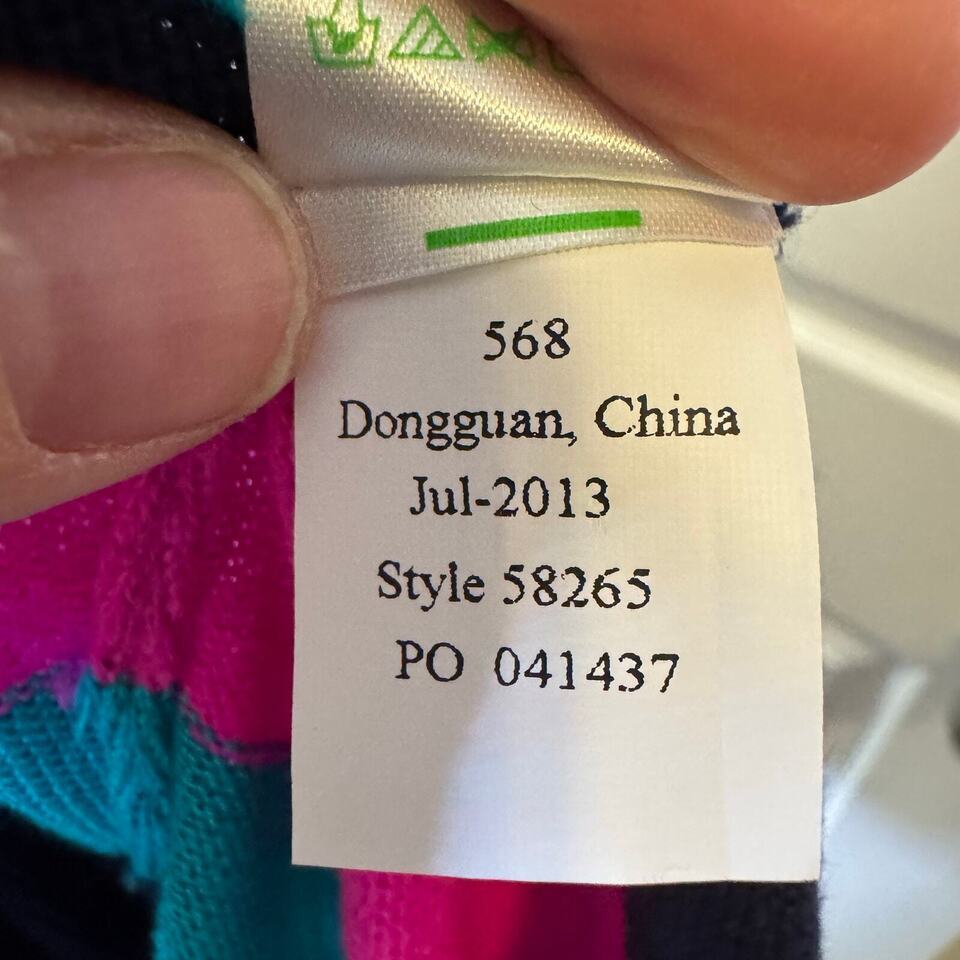 568
Dongguan, China
Jul-2013
Style 58265
PO 041437